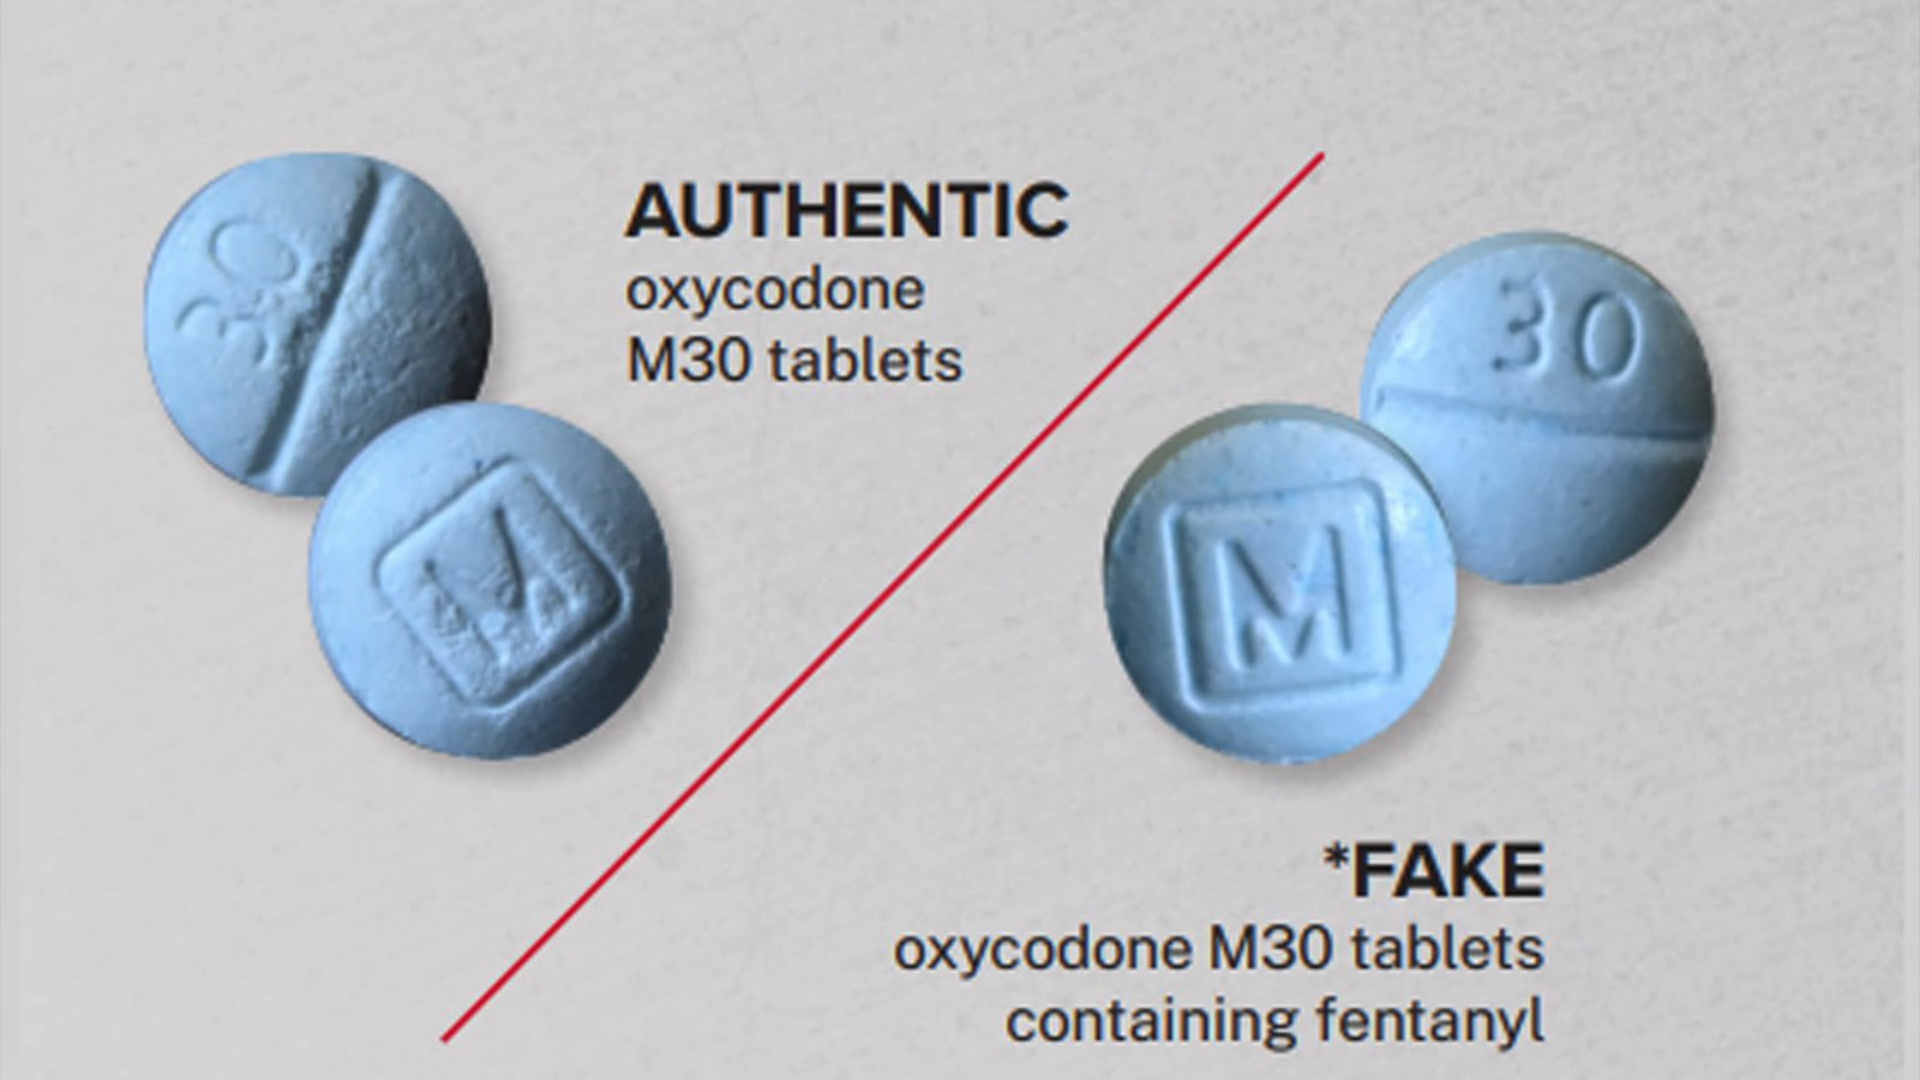 30
M
AUTHENTIC
oxycodone
M30 tablets
30
M
*FAKE
oxycodone M30 tablets
containing fentanyl